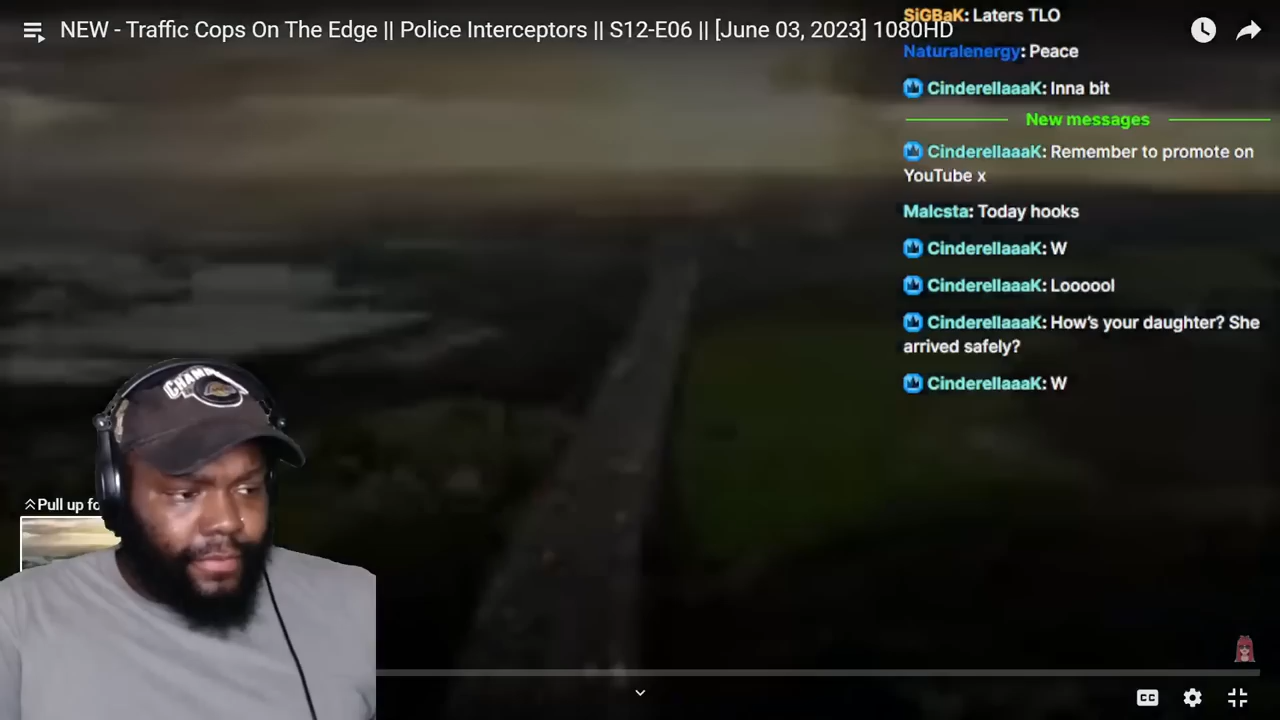 NEW - Traffic Cops On The Edge || Police Interceptors || S12-E06 || [June 03, 2023] 1080HD
SiGBaK: Laters TLO
Naturalenergy: Peace
CinderellaaaK: Inna bit
New messages
CinderellaaaK: Remember to promote on
YouTube x
Malcsta: Today hooks
CinderellaaaK: W
CinderellaaaK: Loooool
CinderellaaaK: How's your daughter? She
arrived safely?
CinderellaaaK: W
Pull up
CC